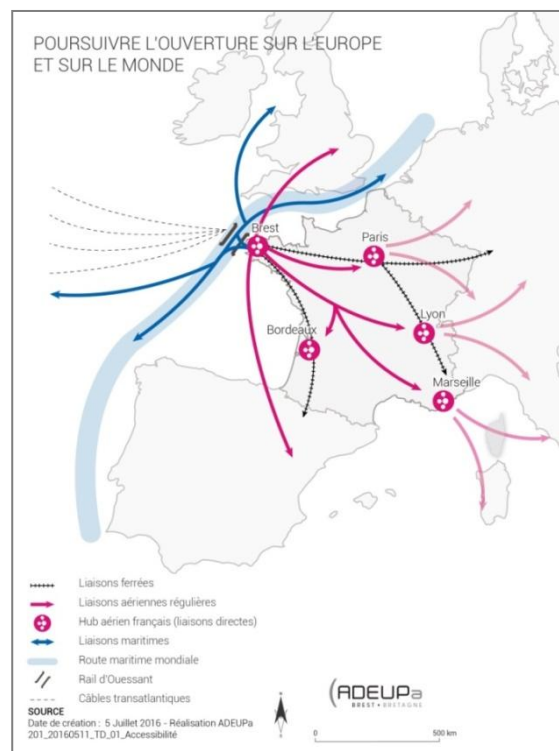 POURSUIVRE L'OUVERTURE SUR L'EUROPE
ET SUR LE MONDE
Brest
Paris
Lyon
Bordeaux
Marseille
Liaisons ferrées
Liaisons aériennes régulières
Hub aérien français (liaisons directes)
Liaisons maritimes
Route maritime mondiale
Rail d'Ouessant
Câbles transatlantiques
SOURCE
Date de création : 5 Juillet 2016 - Réalisation ADEUPa
201_20160511_TD_01_Accessibilité
ADEUPa
BREST • BRETAGNE
N
0 500 km